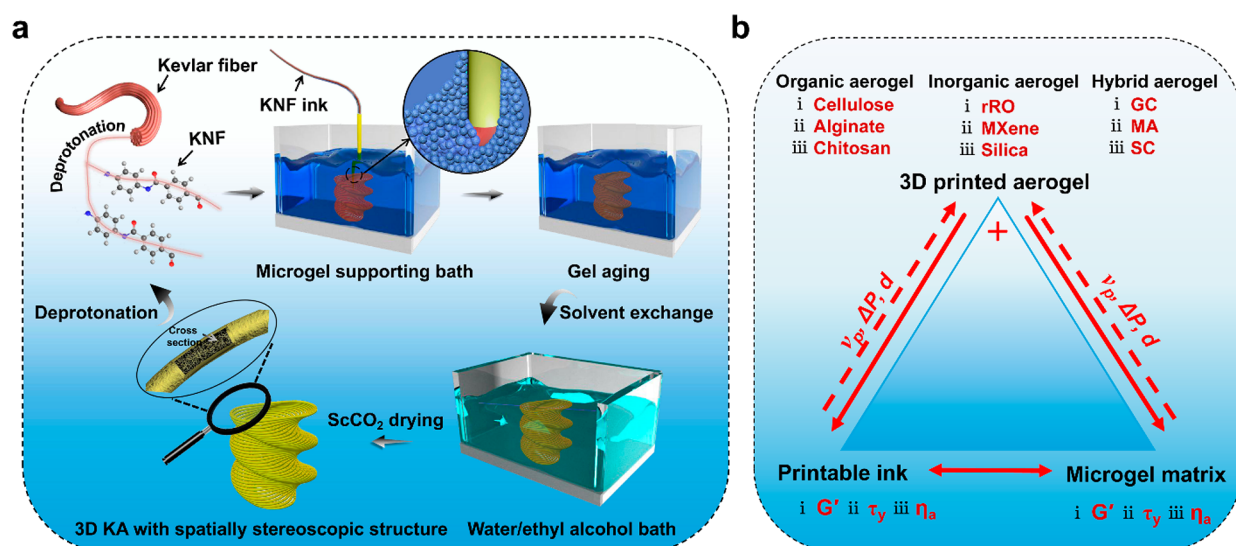 a
Kevlar fiber
Deprotonation
KNF
KNF ink
Microgel supporting bath
Gel aging
Solvent exchange
Deprotonation
Cross
section
ScCO₂ drying
3D KA with spatially stereoscopic structure
Water/ethyl alcohol bath
b
Organic aerogel
i Cellulose
ii Alginate
iii Chitosan
Inorganic aerogel
i rRO
ii MXene
iii Silica
Hybrid aerogel
i GC
ii MA
iii SC
3D printed aerogel
+
νp, ΔP, d
νp, ΔP, d
Printable ink
Microgel matrix
i G′ ii τy iii ηa
i G′ ii τy iii ηa